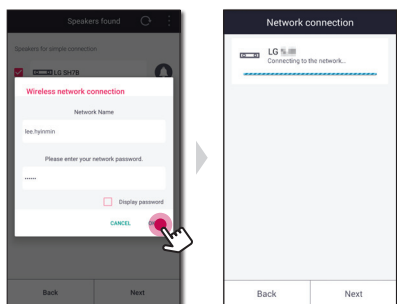 Speakers found
Speakers for simple connection
LG SH7B
Wireless network connection
Network Name
lee.hyinmin
Please enter your network password.
......
Display password
CANCEL
Back
Next
Network connection
LG
Connecting to the network...
Back
Next